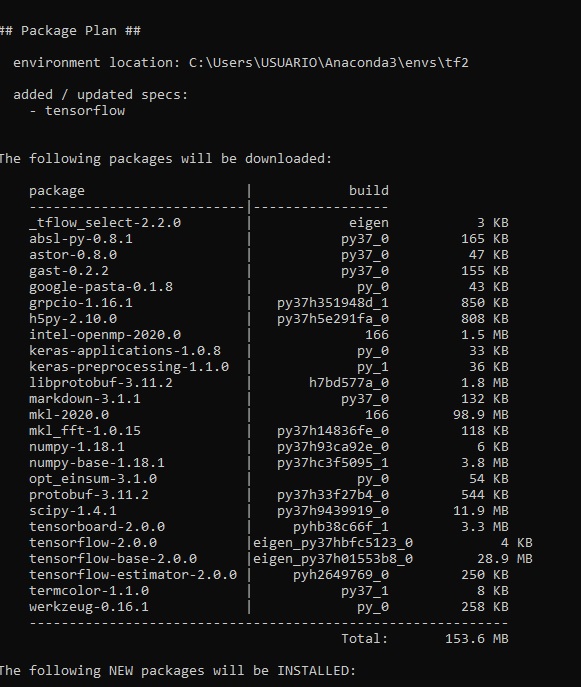 ## Package Plan ##
environment location: C:\Users\USUARIO\Anaconda3\envs\tf2
added / updated specs:
- tensorflow
The following packages will be downloaded:
package | build
---------------------------|-----------------
_tflow_select-2.2.0 | eigen 3 KB
absl-py-0.8.1 | py37_0 165 KB
astor-0.8.0 | py37_0 47 KB
gast-0.2.2 | py37_0 155 KB
google-pasta-0.1.8 | py_0 43 KB
grpcio-1.16.1 | py37h351948d_1 850 KB
h5py-2.10.0 | py37h5e291fa_0 808 KB
intel-openmp-2020.0 | 166 1.5 MB
keras-applications-1.0.8 | py_0 33 KB
keras-preprocessing-1.1.0 | py_1 36 KB
libprotobuf-3.11.2 | h7bd577a_0 1.8 MB
markdown-3.1.1 | py37_0 132 KB
mkl-2020.0 | 166 98.9 MB
mkl_fft-1.0.15 | py37h14836fe_0 118 KB
numpy-1.18.1 | py37h93ca92e_0 6 KB
numpy-base-1.18.1 | py37hc3f5095_1 3.8 MB
opt_einsum-3.1.0 | py_0 54 KB
protobuf-3.11.2 | py37h33f27b4_0 544 KB
scipy-1.4.1 | py37h9439919_0 11.9 MB
tensorboard-2.0.0 | pyhb38c66f_1 3.3 MB
tensorflow-2.0.0 |eigen_py37hbfc5123_0 4 KB
tensorflow-base-2.0.0 |eigen_py37h01553b8_0 28.9 MB
tensorflow-estimator-2.0.0 | pyh2649769_0 250 KB
termcolor-1.1.0 | py37_1 8 KB
werkzeug-0.16.1 | py_0 258 KB
------------------------------------------------------------
Total: 153.6 MB
The following NEW packages will be INSTALLED: